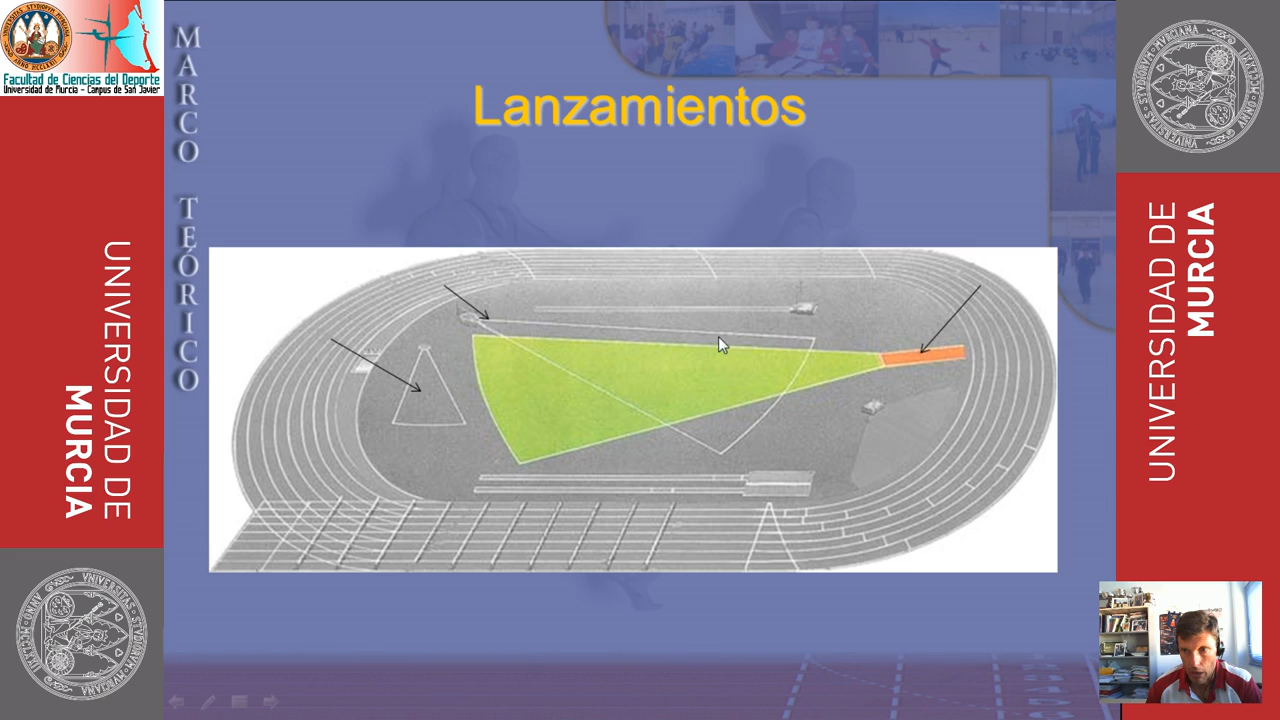 Facultad de Ciencias del Deporte
Universidad de Murcia - Campus de San Javier
MARCO TEÓRICO
Lanzamientos
UNIVERSIDAD DE
MURCIA
UNIVERSIDAD DE
MURCIA